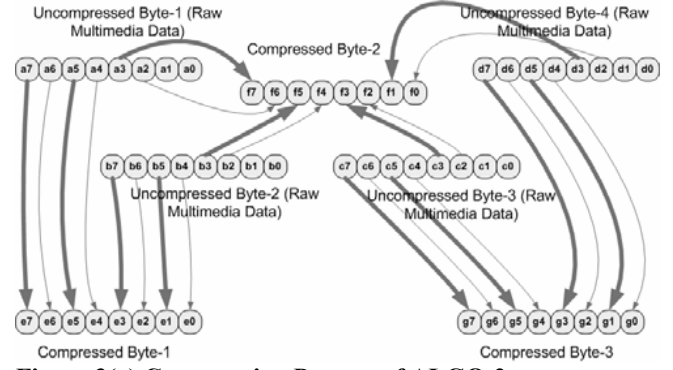 Uncompressed Byte-1 (Raw
Multimedia Data)
Uncompressed Byte-4 (Raw
Multimedia Data)
Compressed Byte-2
a7 a6 a5 a4 a3 a2 a1 a0
d7 d6 d5 d4 d3 d2 d1 d0
f7 f6 f5 f4 f3 f2 f1 f0
b7 b6 b5 b4 b3 b2 b1 b0
c7 c6 c5 c4 c3 c2 c1 c0
Uncompressed Byte-2 (Raw
Multimedia Data)
Uncompressed Byte-3 (Raw
Multimedia Data)
e7 e6 e5 e4 e3 e2 e1 e0
g7 g6 g5 g4 g3 g2 g1 g0
Compressed Byte-1
Compressed Byte-3